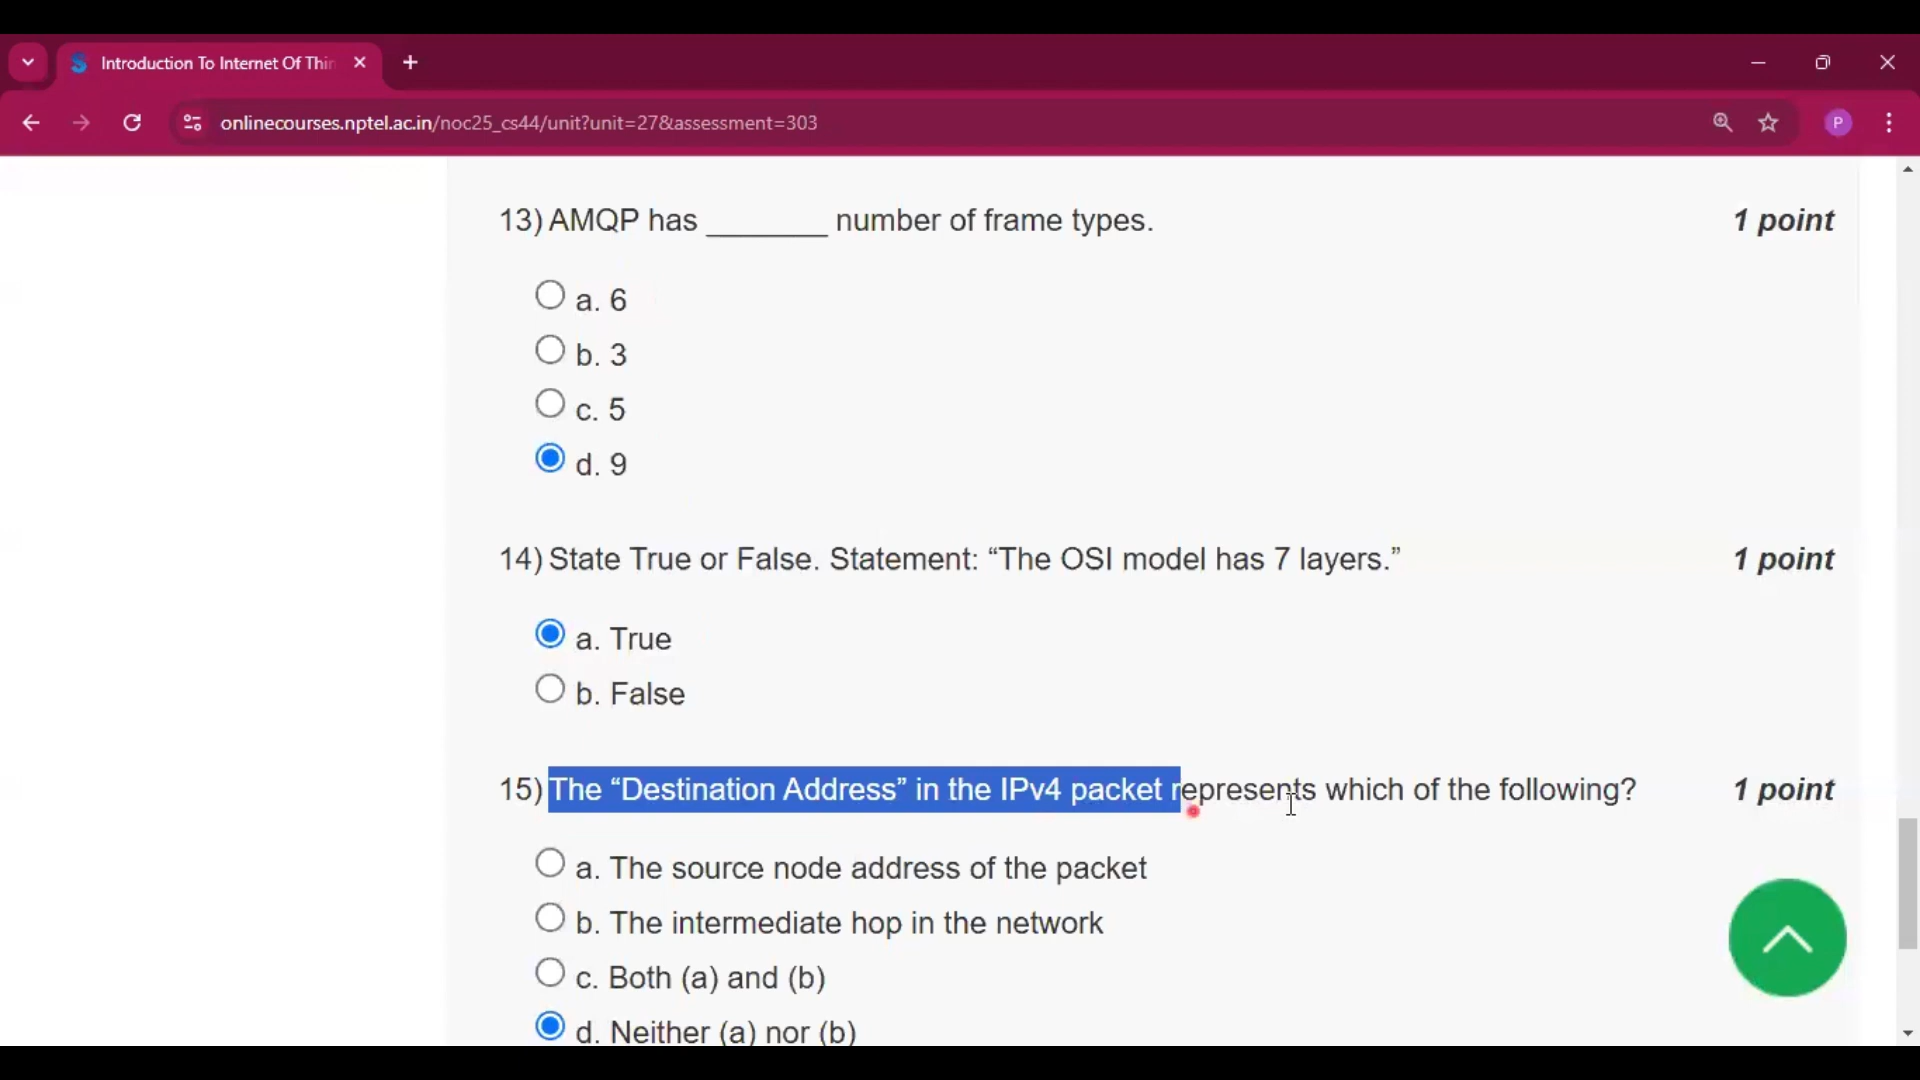 Introduction To Internet Of Thin
onlinecourses.nptel.ac.in/noc25_cs44/unit?unit=27&assessment=303
P
13) AMQP has _______ number of frame types. 1 point
a. 6
b. 3
c. 5
d. 9
14) State True or False. Statement: “The OSI model has 7 layers.” 1 point
a. True
b. False
15) The “Destination Address” in the IPv4 packet represents which of the following? 1 point
a. The source node address of the packet
b. The intermediate hop in the network
c. Both (a) and (b)
d. Neither (a) nor (b)